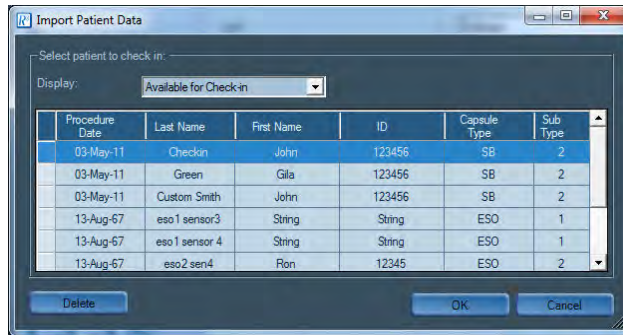 Import Patient Data
Select patient to check in:
Display: Available for Check-in
Procedure Date Last Name First Name ID Capsule Type Sub Type
03-May-11 Checkin John 123456 SB 2
03-May-11 Green Gila 123456 SB 2
03-May-11 Custom Smith John 123456 SB 2
13-Aug-67 eso1 sensor3 String String ESO 1
13-Aug-67 eso1 sensor 4 String String ESO 1
13-Aug-67 eso2 sen4 Ron 12345 ESO 2
Delete OK Cancel